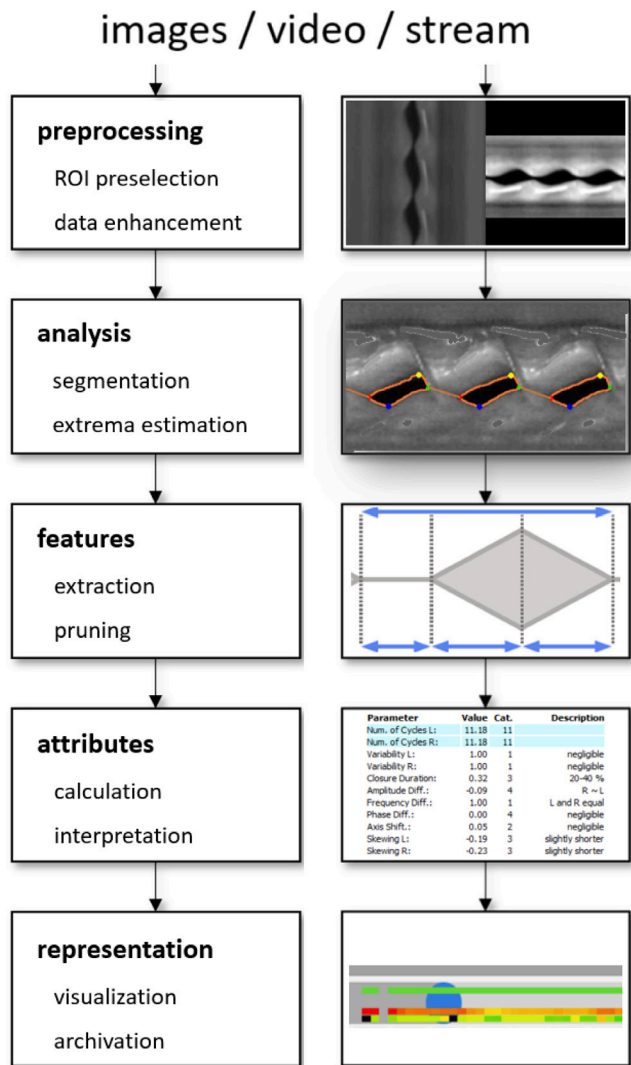 images / video / stream
preprocessing
ROI preselection
data enhancement
analysis
segmentation
extrema estimation
features
extraction
pruning
attributes
calculation
interpretation
Parameter Value Cat. Description
Num. of Cycles L: 11.18 11
Num. of Cycles R: 11.18 11
Variability L: 1.00 1 negligible
Variability R: 1.00 1 negligible
Closure Duration: 0.32 3 20-40 %
Amplitude Diff.: -0.09 4 R ~ L
Frequency Diff.: 1.00 1 L and R equal
Phase Diff.: 0.00 4 negligible
Axis Shift.: 0.05 2 negligible
Skewing L: -0.19 3 slightly shorter
Skewing R: -0.23 3 slightly shorter
representation
visualization
archivation